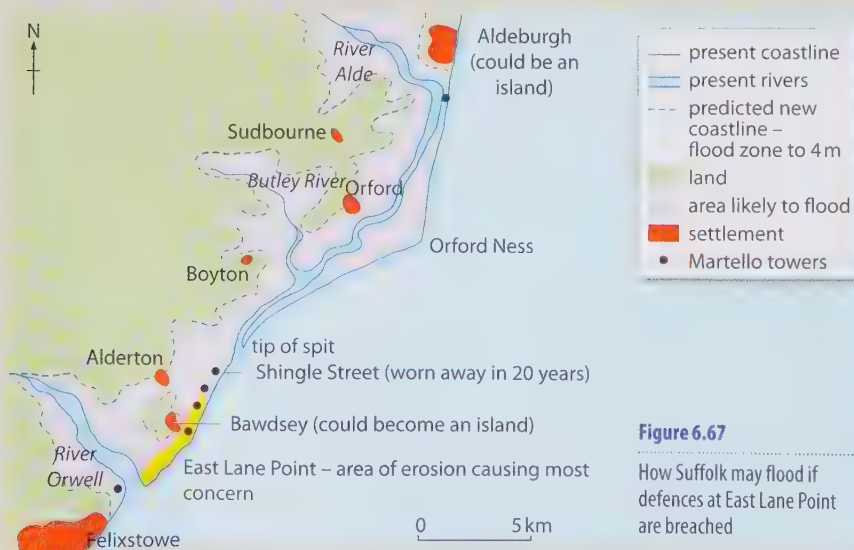 N
River
Alde
Aldeburgh
(could be an
island)
Sudbourne
Butley River
Orford
Orford Ness
Boyton
tip of spit
Alderton
Shingle Street (worn away in 20 years)
Bawdsey (could become an island)
River
Orwell
East Lane Point – area of erosion causing most
concern
Felixstowe
0 5 km
present coastline
present rivers
predicted new
coastline –
flood zone to 4 m
land
area likely to flood
settlement
Martello towers
Figure 6.67
How Suffolk may flood if
defences at East Lane Point
are breached